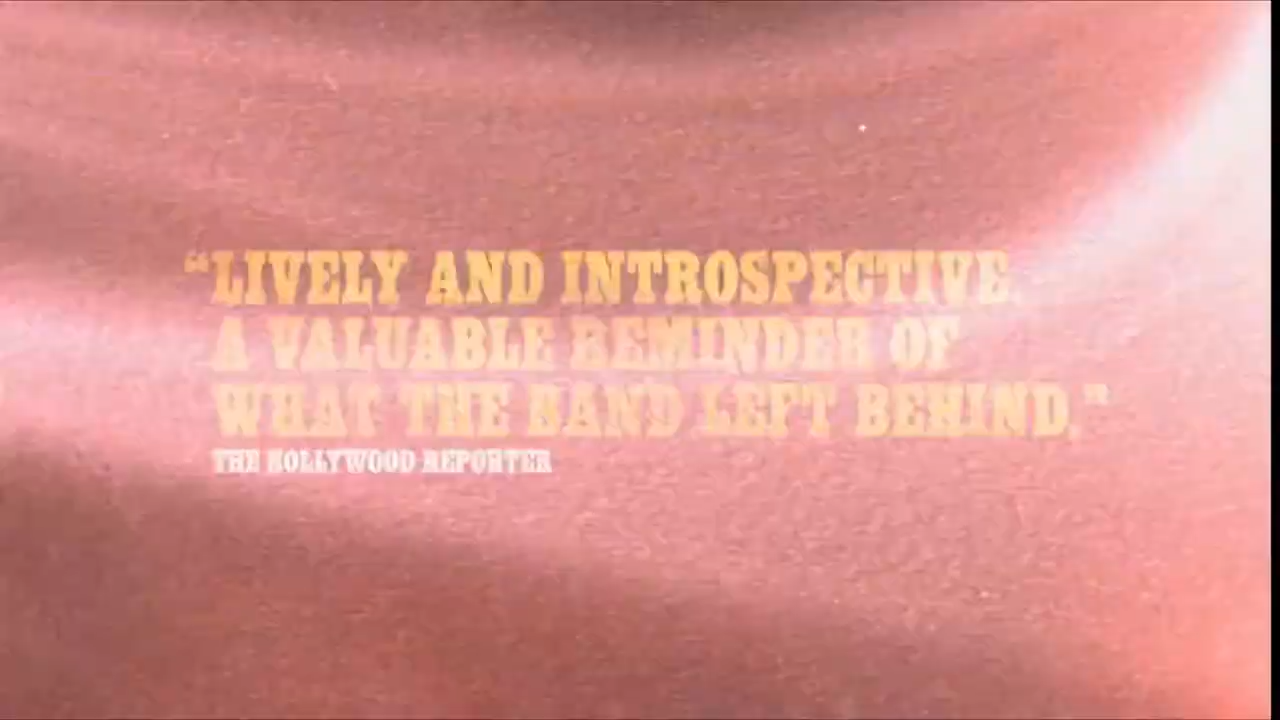 “LIVELY AND INTROSPECTIVE.
A VALUABLE REMINDER OF
WHAT THE BAND LEFT BEHIND.”
THE HOLLYWOOD REPORTER